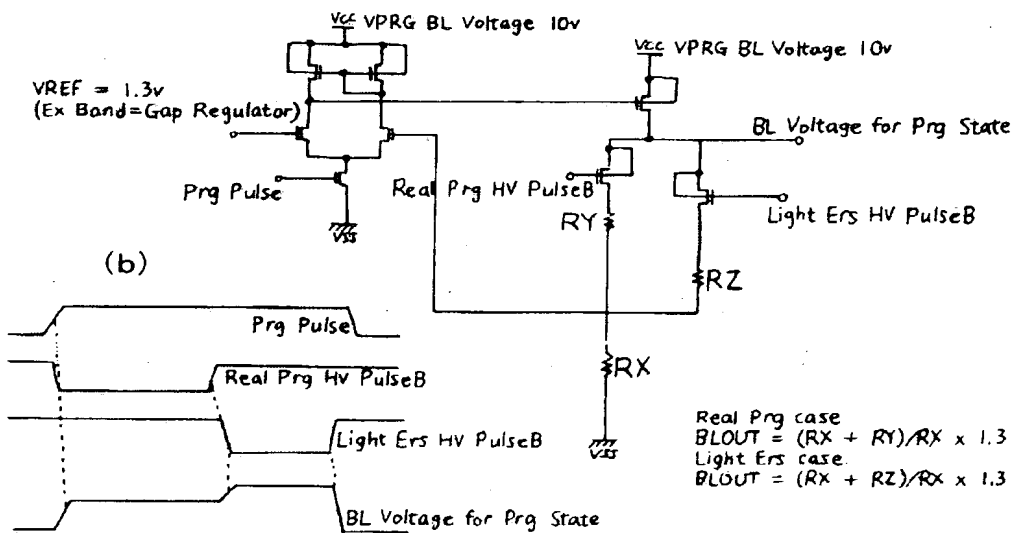 Vcc VPRG BL Voltage 10v
Vcc VPRG BL Voltage 10v
VREF = 1.3v
(Ex Band=Gap Regulator)
BL Voltage for Prg State
Prg Pulse
Real Prg HV PulseB
Light Ers HV PulseB
RY
VSS
(b)
RZ
Prg Pulse
RX
Real Prg HV PulseB
Light Ers HV PulseB
VSS
BL Voltage for Prg State
Real Prg case
BLOUT = (RX + RY)/RX x 1.3
Light Ers case.
BLOUT = (RX + RZ)/RX x 1.3